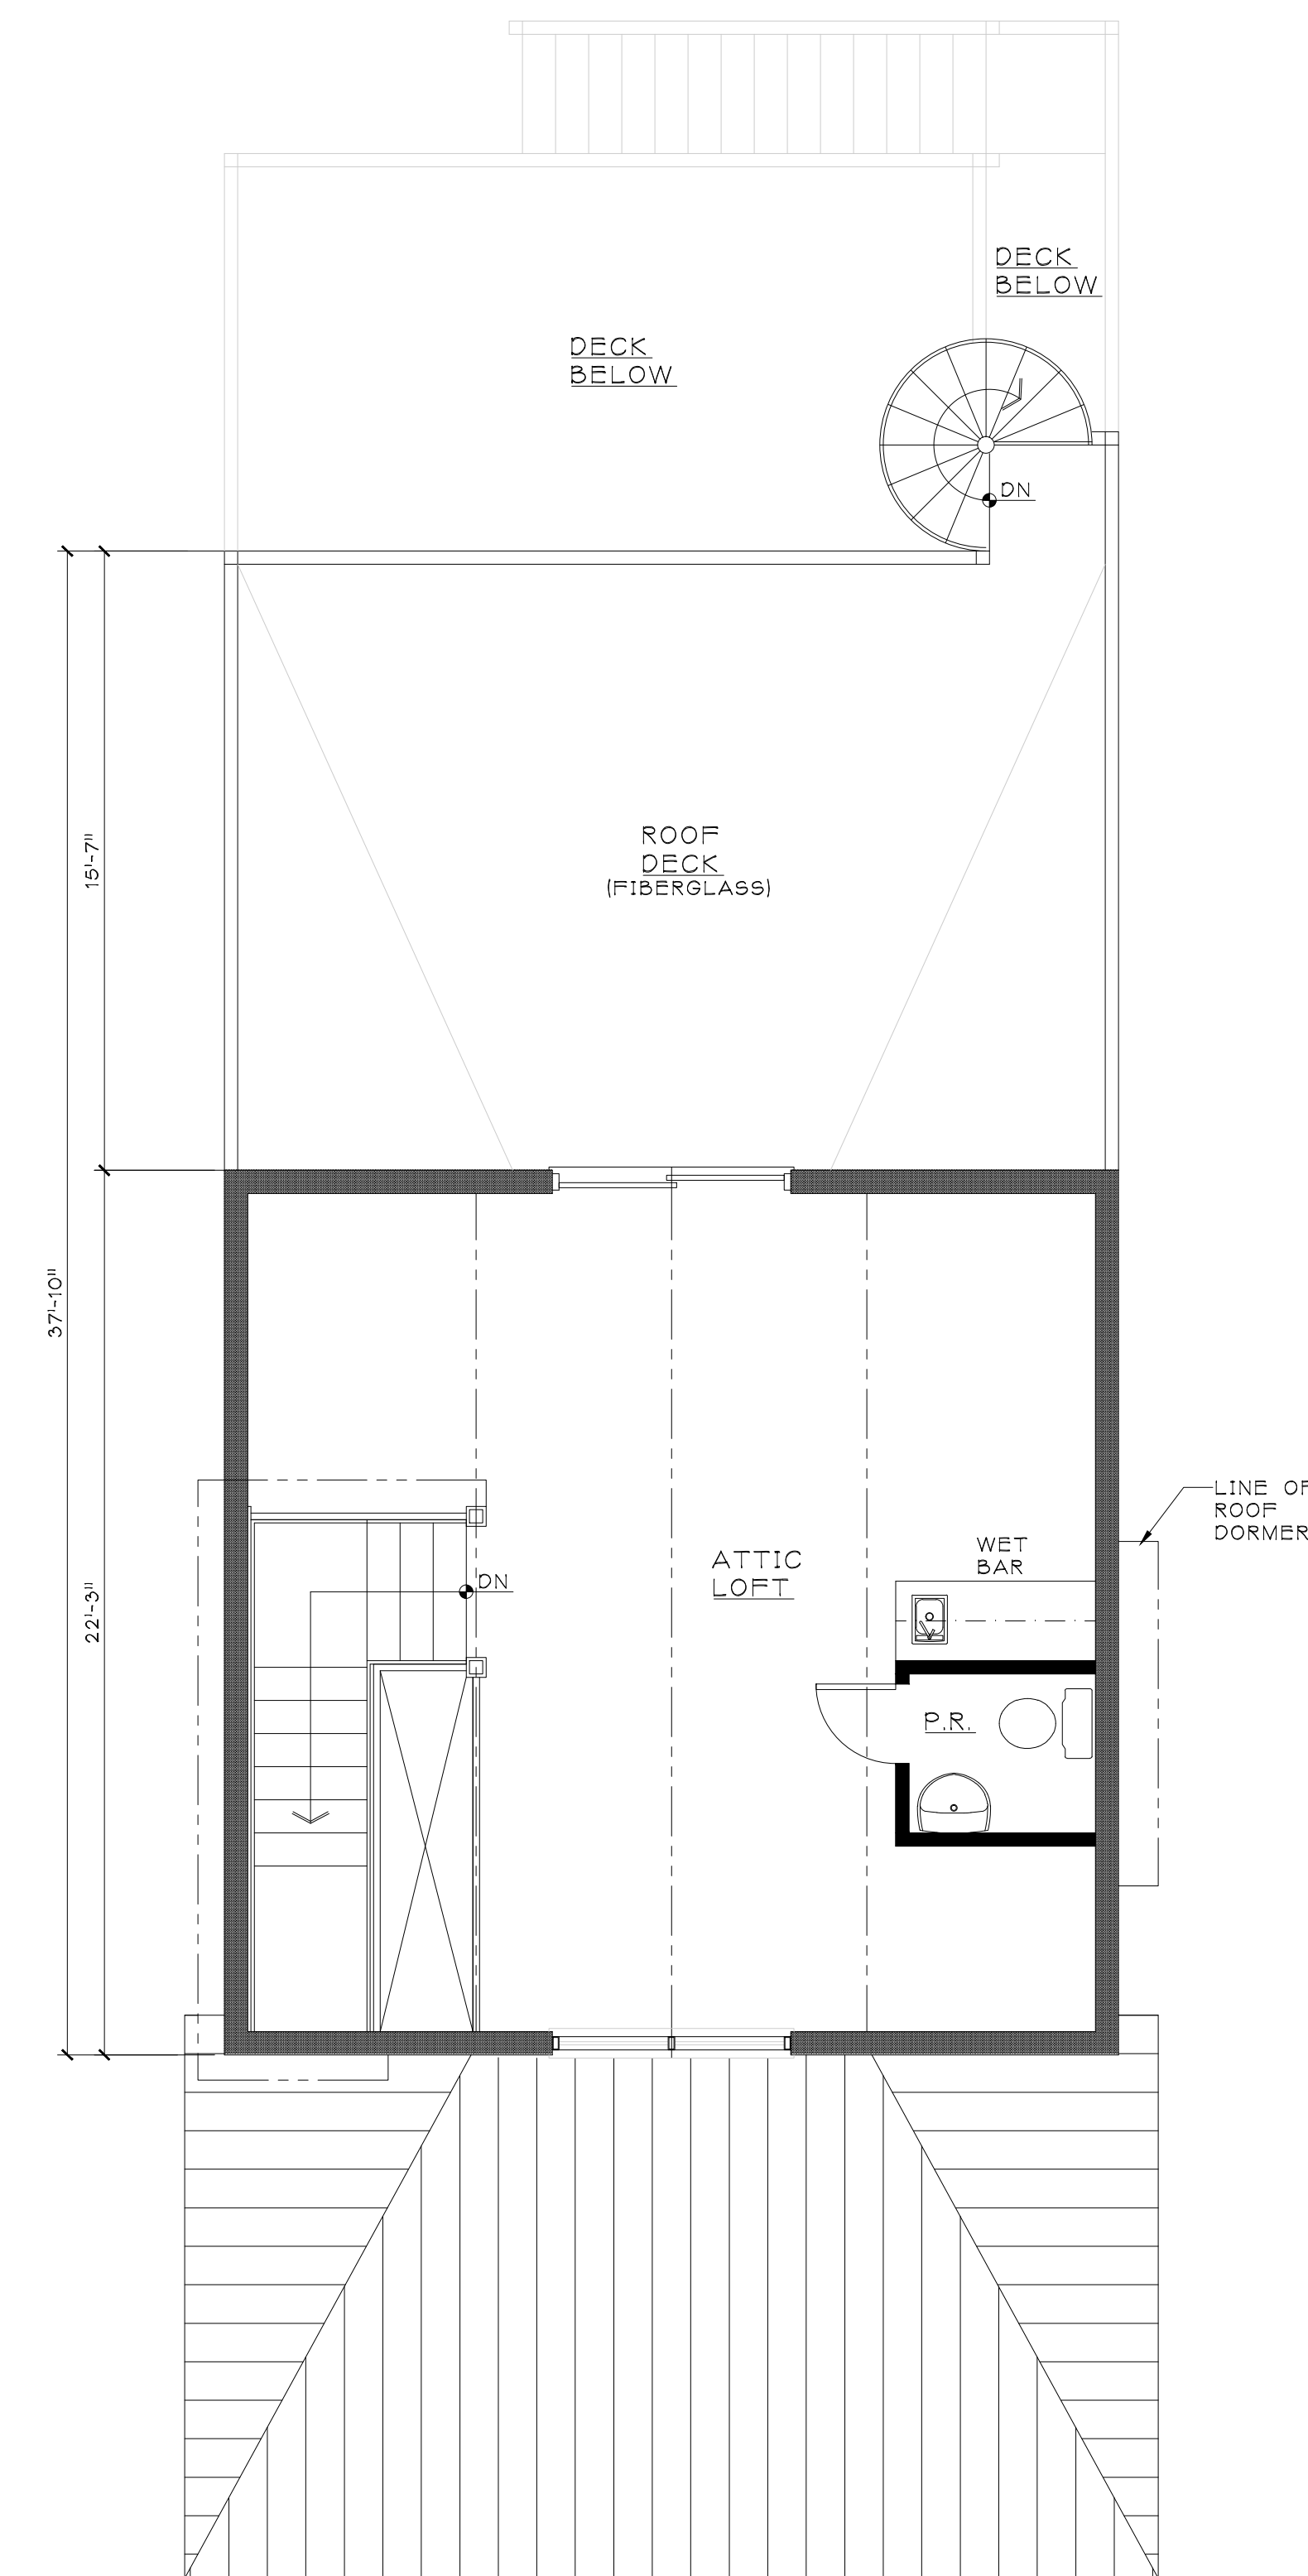 DECK
BELOW
DECK
BELOW
DN
15'-7"
ROOF
DECK
(FIBERGLASS)
37'-10"
LINE OF
ROOF
DORMER
WET
BAR
ATTIC
LOFT
DN
22'-3"
P.R.